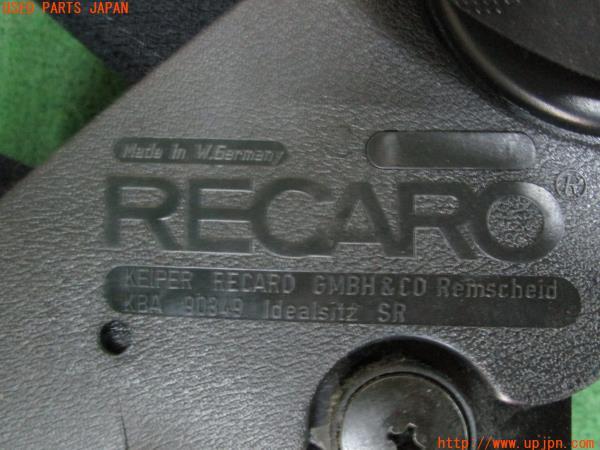 USED PARTS JAPAN
Made in W.Germany
RECARO®
KEIPER RECARO GMBH & CO Remscheid
KBA 90349 Idealsitz SR
http://www.upjpn.com/